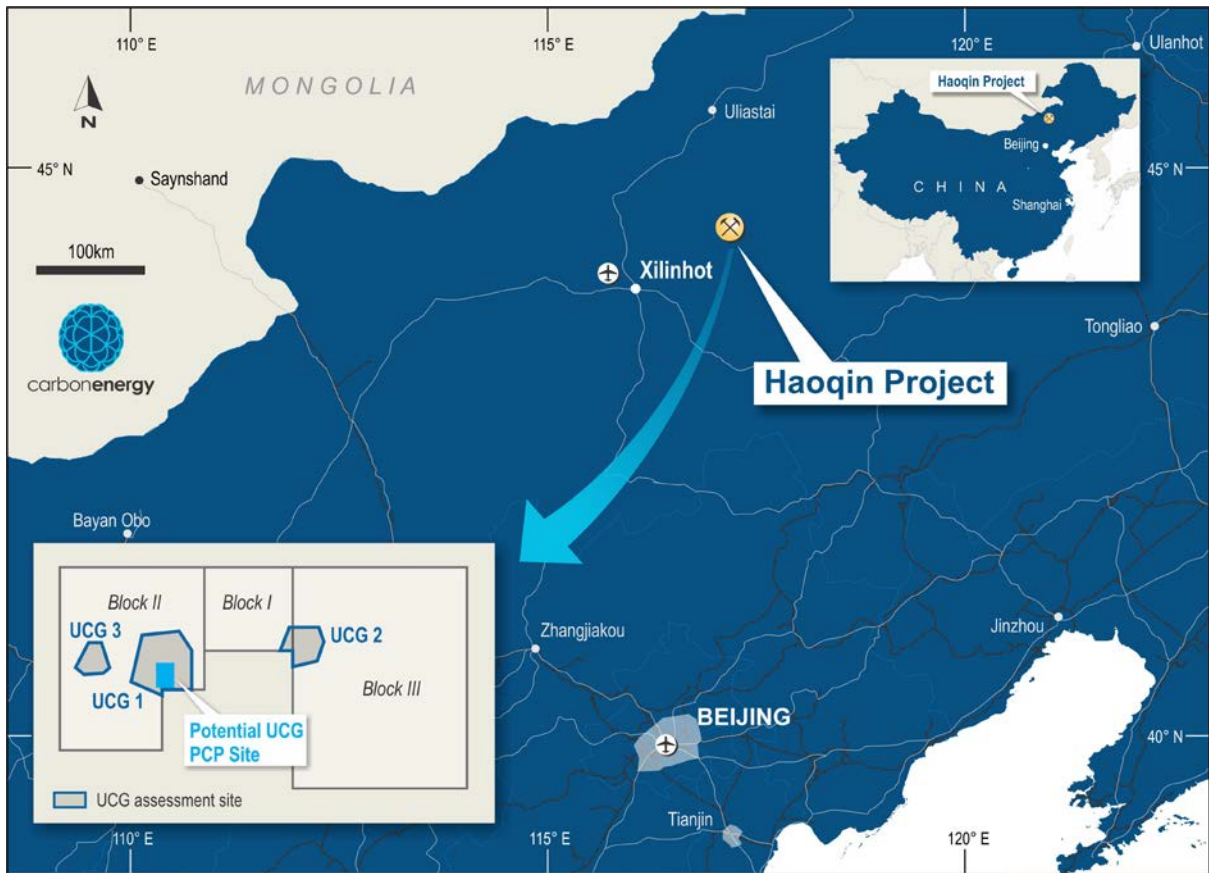 110° E
115° E
120° E
Ulanhot
MONGOLIA
N
Uliastai
Haoqin Project
Beijing
CHINA
Shanghai
45° N
45° N
Saynshand
100km
Xilinhot
carbonenergy
Tongliao
Haoqin Project
Bayan Obo
Block II
Block I
UCG 3
UCG 2
UCG 1
Block III
Potential UCG
PCP Site
UCG assessment site
Zhangjiakou
Jinzhou
BEIJING
40° N
Tianjin
110° E
115° E
120° E